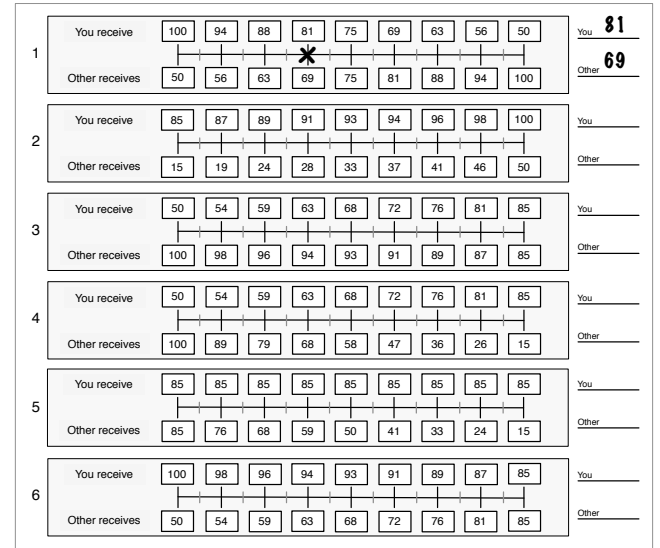 You receive 100 94 88 81 75 69 63 56 50 You 81
1
Other receives 50 56 63 69 75 81 88 94 100 Other 69
You receive 85 87 89 91 93 94 96 98 100 You
2
Other receives 15 19 24 28 33 37 41 46 50 Other
You receive 50 54 59 63 68 72 76 81 85 You
3
Other receives 100 98 96 94 93 91 89 87 85 Other
You receive 50 54 59 63 68 72 76 81 85 You
4
Other receives 100 89 79 68 58 47 36 26 15 Other
You receive 85 85 85 85 85 85 85 85 85 You
5
Other receives 85 76 68 59 50 41 33 24 15 Other
You receive 100 98 96 94 93 91 89 87 85 You
6
Other receives 50 54 59 63 68 72 76 81 85 Other